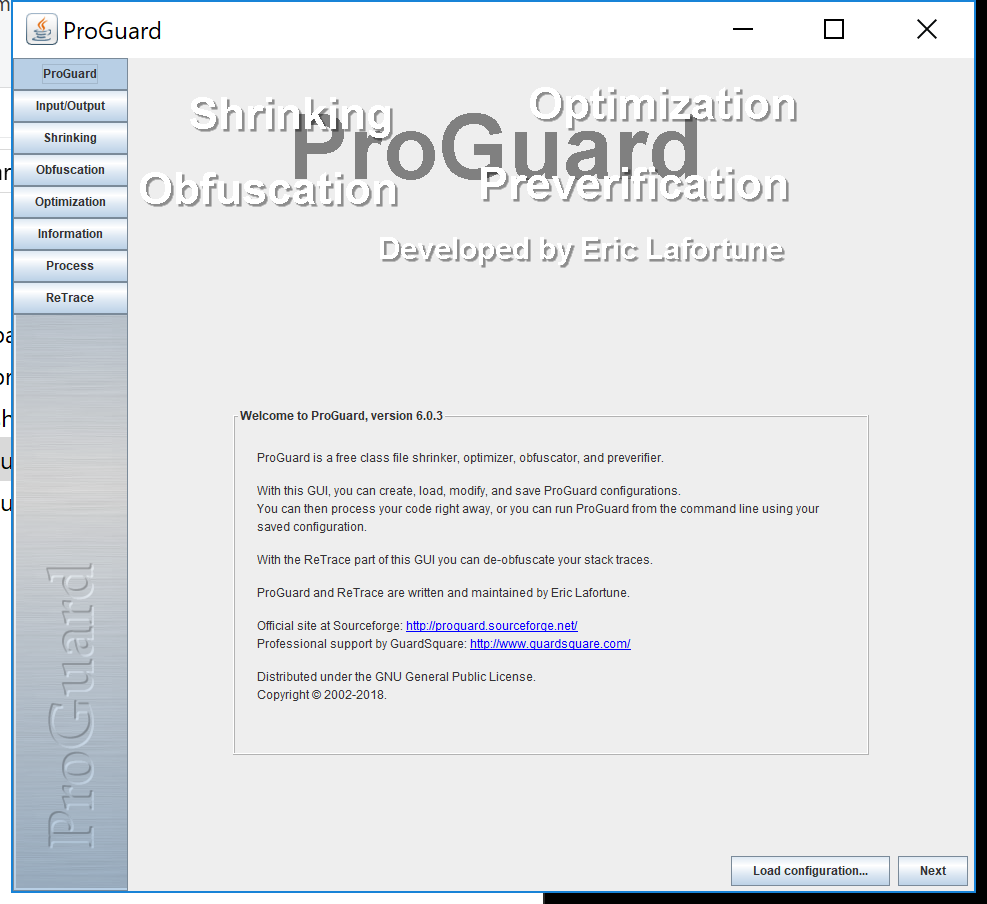 ProGuard
ProGuard
Input/Output
Shrinking
Obfuscation
Optimization
Information
Process
ReTrace
ProGuard
Shrinking
Optimization
ProGuard
Obfuscation
Preverification
Developed by Eric Lafortune
Welcome to ProGuard, version 6.0.3
ProGuard is a free class file shrinker, optimizer, obfuscator, and preverifier.
With this GUI, you can create, load, modify, and save ProGuard configurations.
You can then process your code right away, or you can run ProGuard from the command line using your
saved configuration.
With the ReTrace part of this GUI you can de-obfuscate your stack traces.
ProGuard and ReTrace are written and maintained by Eric Lafortune.
Official site at Sourceforge: http://proguard.sourceforge.net/
Professional support by GuardSquare: http://www.guardsquare.com/
Distributed under the GNU General Public License.
Copyright © 2002-2018.
Load configuration...
Next